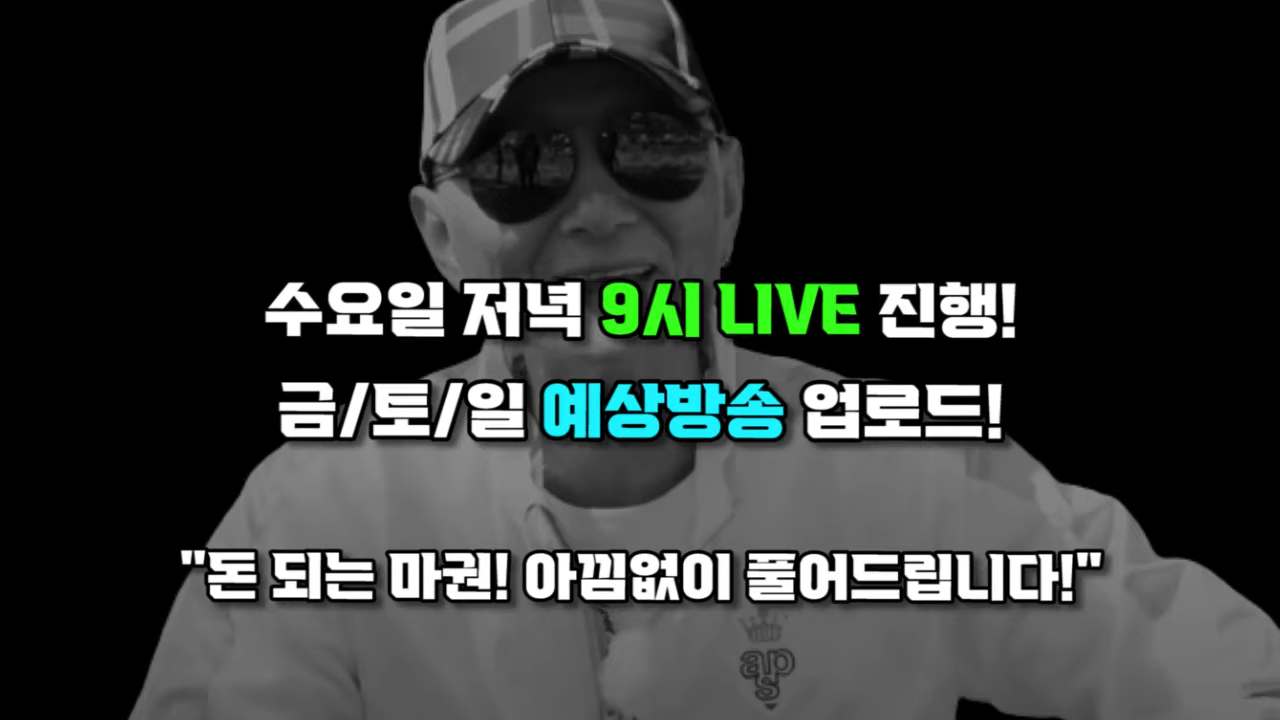 수요일 저녁 9시 LIVE 진행!
금/토/일 예상방송 업로드!
"돈 되는 마권! 아낌없이 풀어드립니다!"
aps